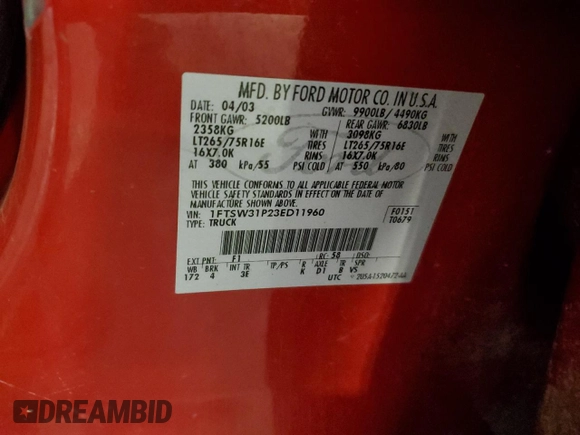 MFD. BY FORD MOTOR CO. IN U.S.A.
DATE: 04/03 GVWR: 9900LB/ 4490KG
FRONT GAWR: 5200LB REAR GAWR: 6830LB
2358KG WITH 3098KG WITH
LT265/75R16E TIRES LT265/75R16E TIRES
16X7.0K RIMS 16X7.0K RIMS
AT 380 kPa/55 PSI COLD AT 550 kPa/80 PSI COLD
THIS VEHICLE CONFORMS TO ALL APPLICABLE FEDERAL MOTOR
VEHICLE SAFETY STANDARDS IN EFFECT ON THE DATE OF
MANUFACTURE SHOWN ABOVE.
VIN: 1FTSW31P23ED11960 F0151
TYPE: TRUCK T0679
EXT PNT: F1 RC: 58
WB BRK INT TR TP/PS R AXLE TR SPR
172 4 3E K D1 B VS
UTC
Ford
DREAMBID